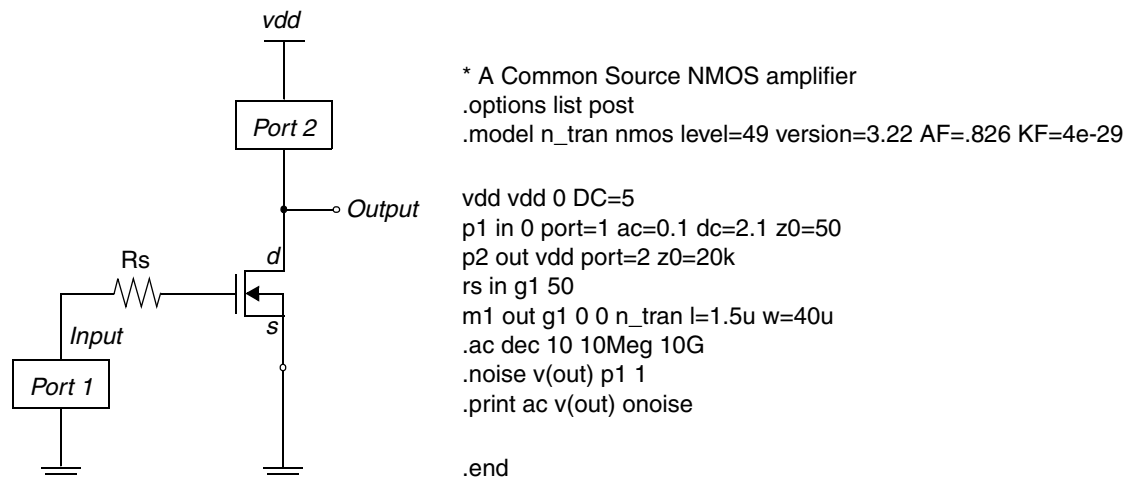 vdd
Port 2
Output
d
Rs
s
Input
Port 1
* A Common Source NMOS amplifier
.options list post
.model n_tran nmos level=49 version=3.22 AF=.826 KF=4e-29
vdd vdd 0 DC=5
p1 in 0 port=1 ac=0.1 dc=2.1 z0=50
p2 out vdd port=2 z0=20k
rs in g1 50
m1 out g1 0 0 n_tran l=1.5u w=40u
.ac dec 10 10Meg 10G
.noise v(out) p1 1
.print ac v(out) onoise
.end